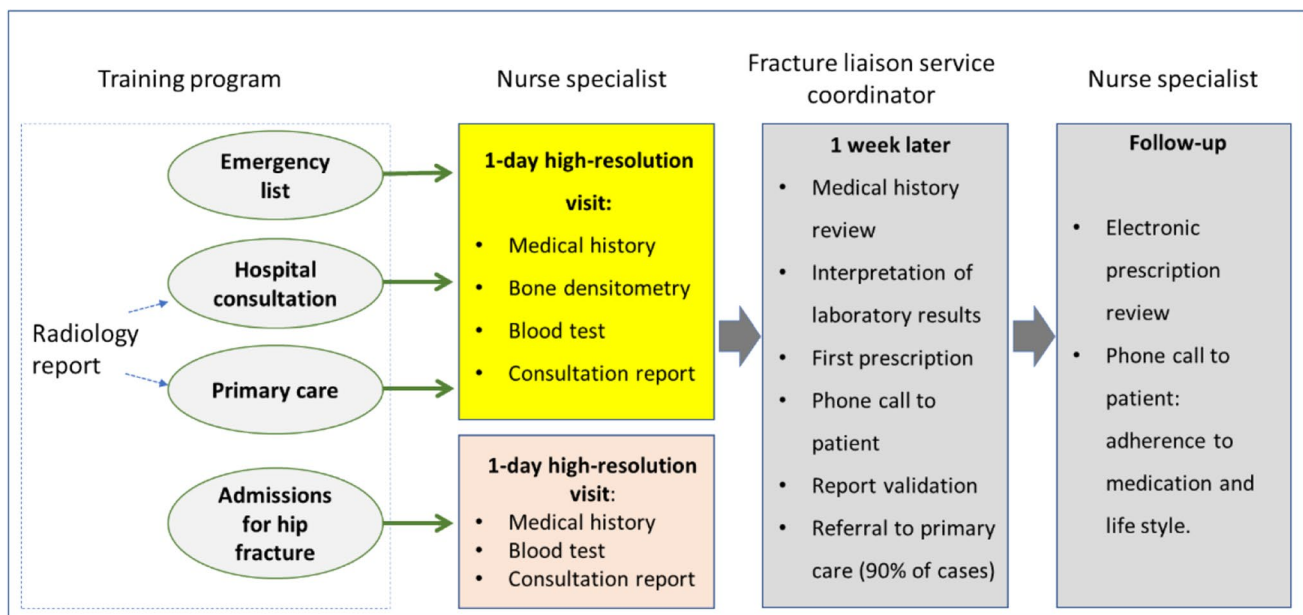 Training program
Nurse specialist
Fracture liaison service
coordinator
Nurse specialist
Emergency
list
Hospital
consultation
Radiology
report
Primary care
Admissions
for hip
fracture
1-day high-resolution
visit:
• Medical history
• Bone densitometry
• Blood test
• Consultation report
1-day high-resolution
visit:
• Medical history
• Blood test
• Consultation report
1 week later
• Medical history
review
• Interpretation of
laboratory results
• First prescription
• Phone call to
patient
• Report validation
• Referral to primary
care (90% of cases)
Follow-up
• Electronic
prescription
review
• Phone call to
patient:
adherence to
medication and
life style.